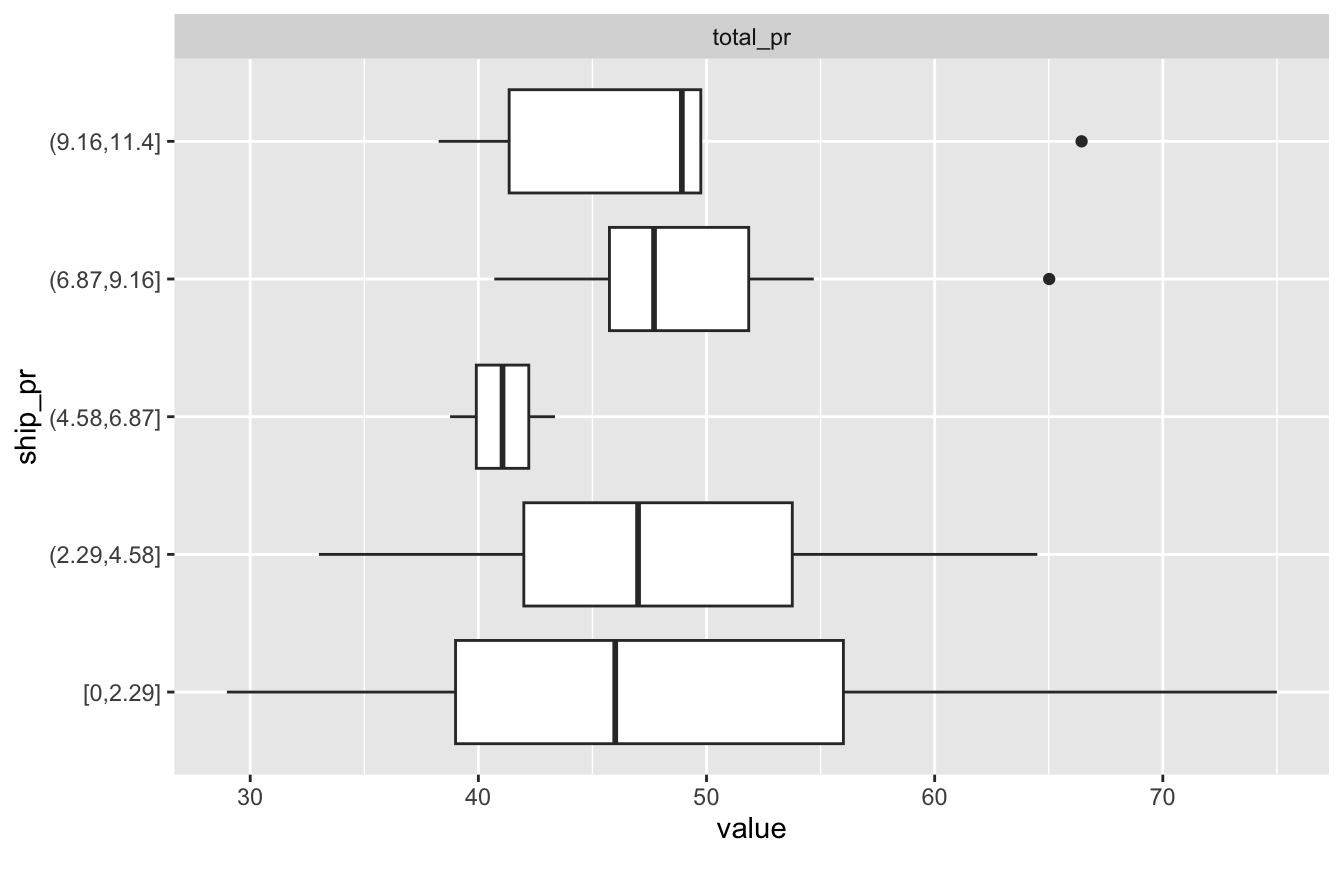 total_pr
(9.16,11.4]
(6.87,9.16]
(4.58,6.87]
(2.29,4.58]
[0,2.29]
ship_pr
30 40 50 60 70
value